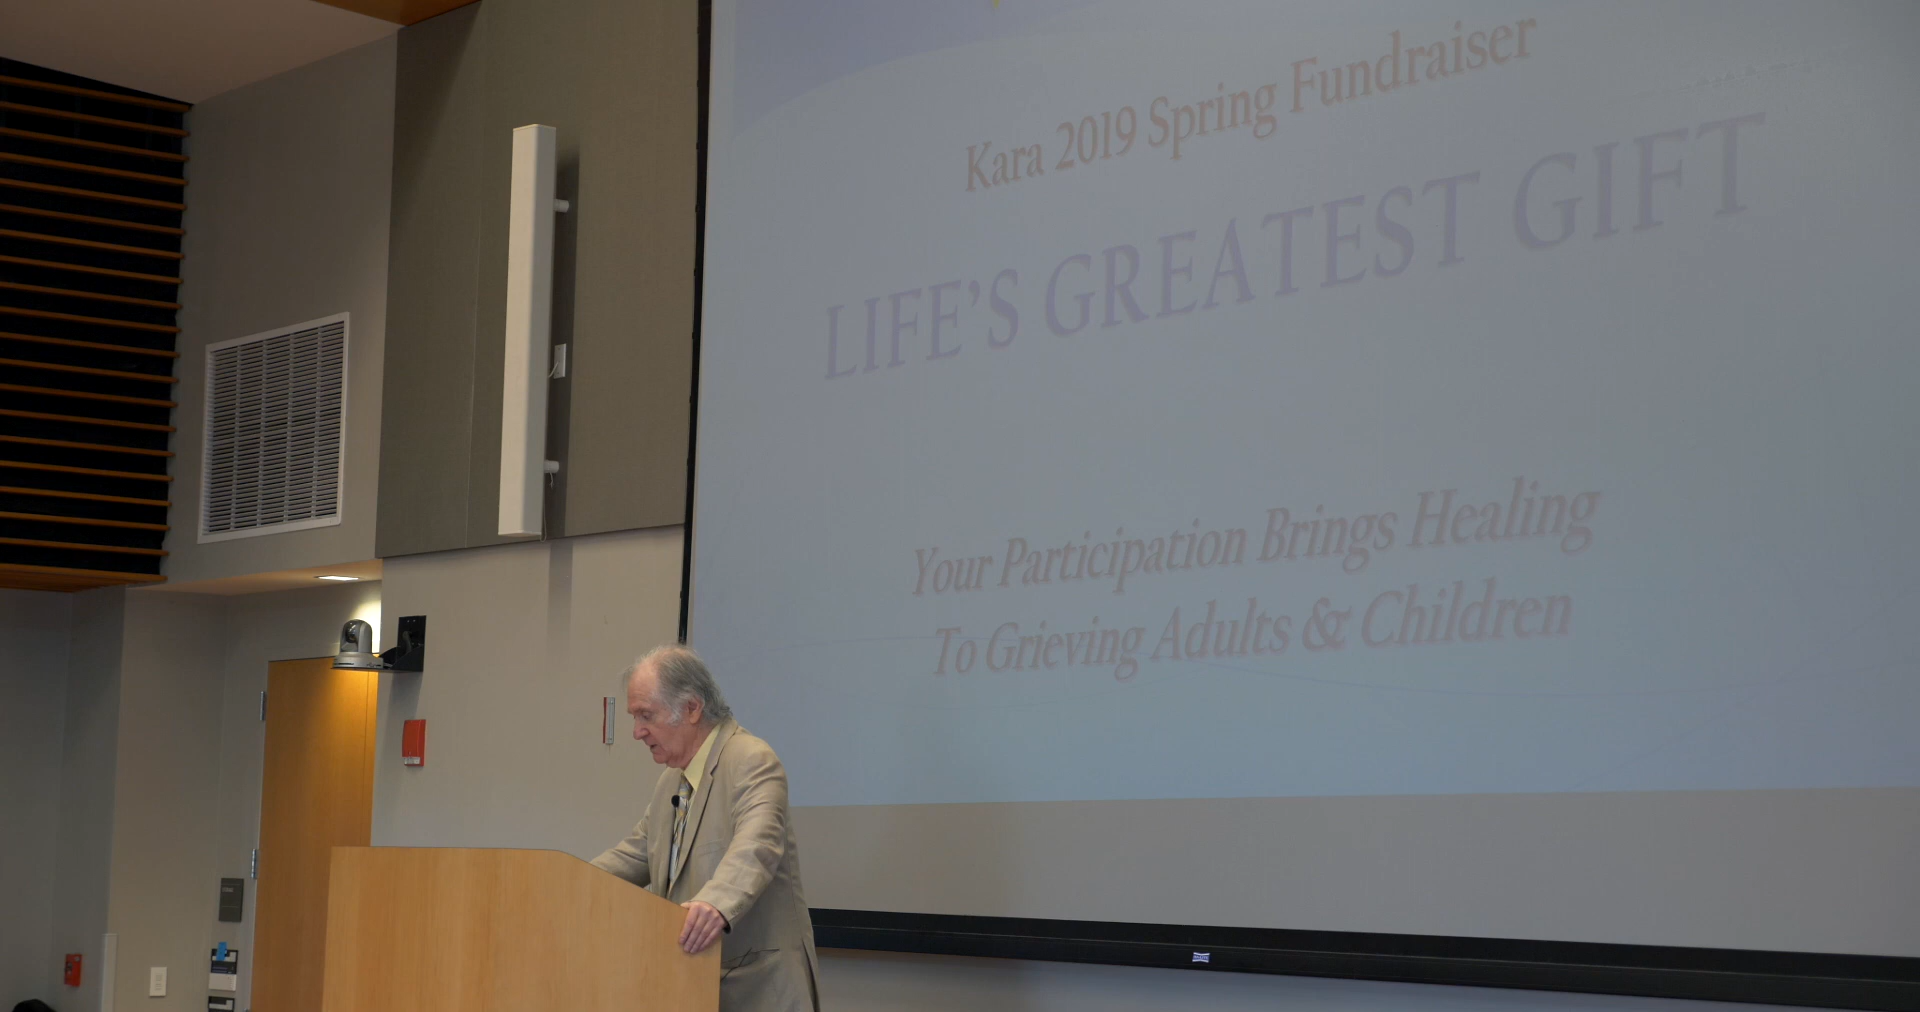 Kara 2019 Spring Fundraiser
LIFE'S GREATEST GIFT
Your Participation Brings Healing
To Grieving Adults & Children